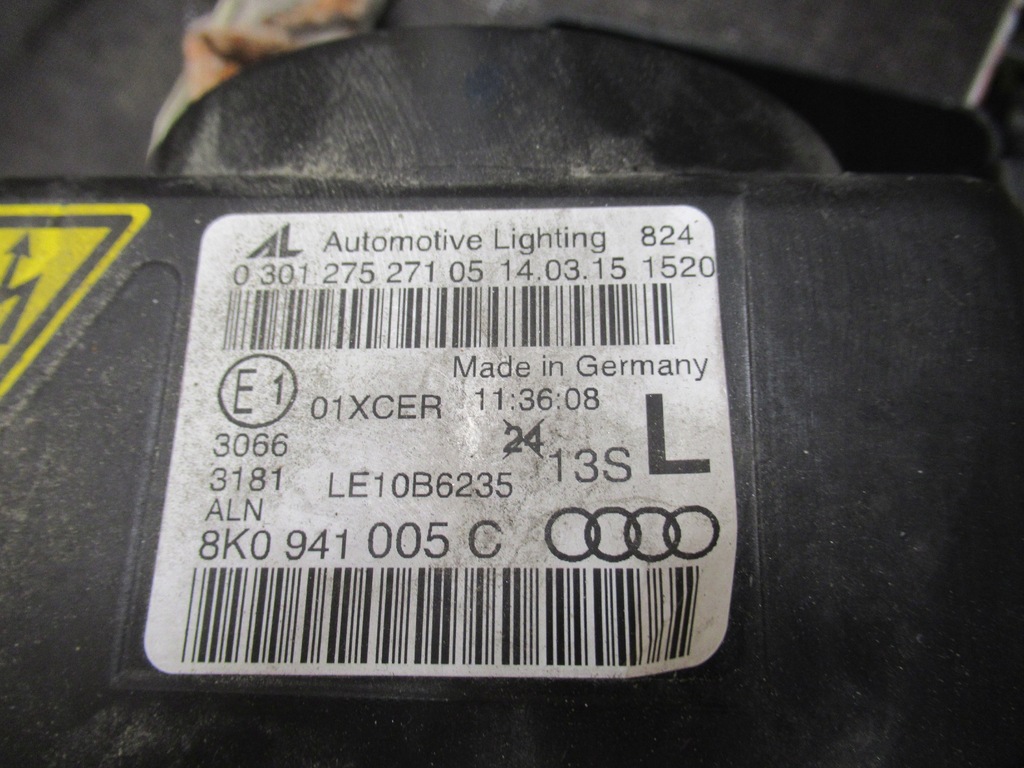 AL Automotive Lighting 824
0 301 275 271 05 14.03.15 1520
Made in Germany
E1 01XCER 11:36:08
3066 24
3181 LE10B6235 13S L
ALN
8K0 941 005 C